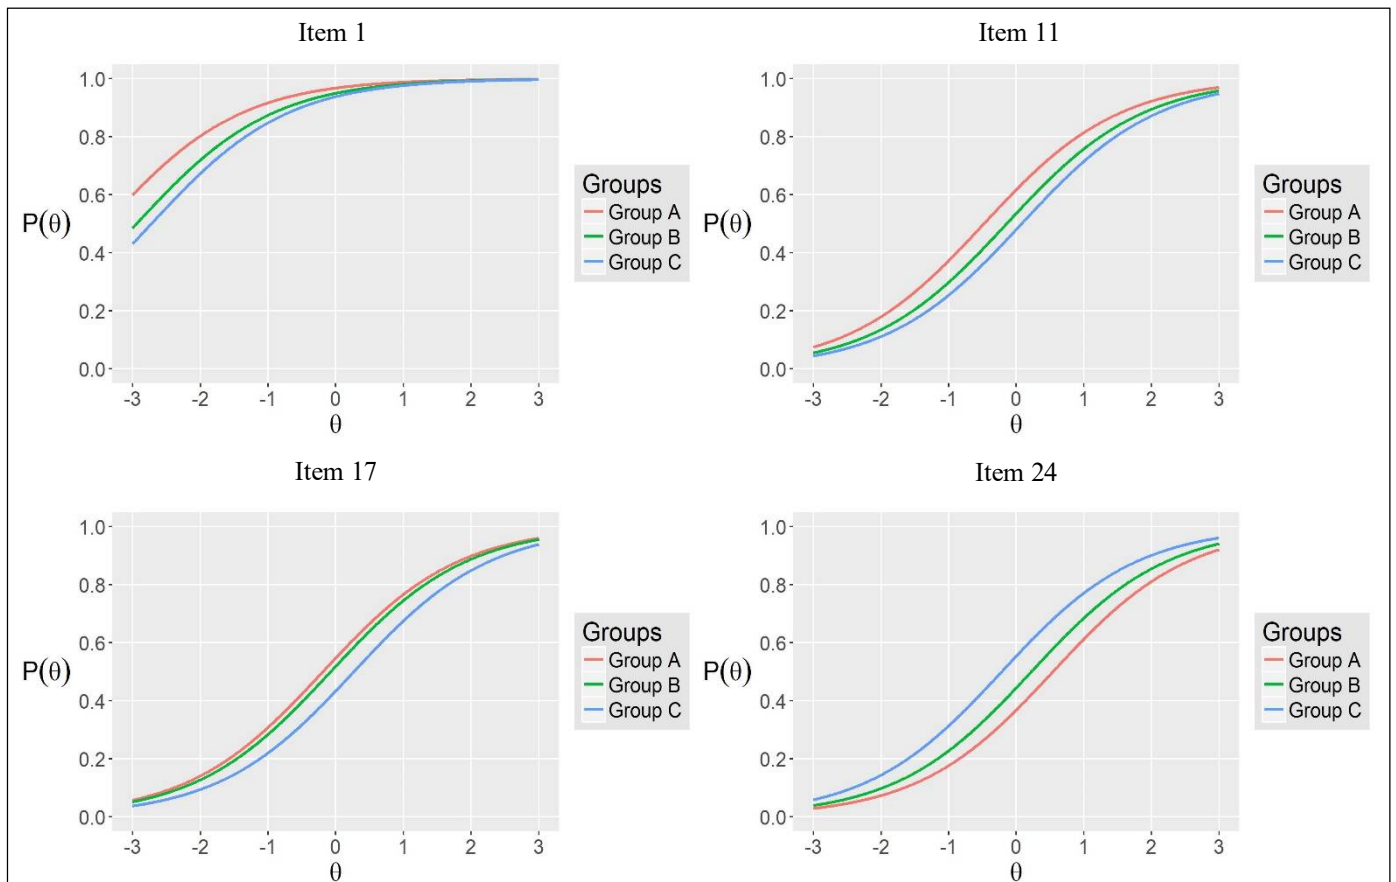 Item 1
1.0
0.8
0.6
0.4
0.2
0.0
P(θ)
-3 -2 -1 0 1 2 3
θ
Groups
Group A
Group B
Group C
Item 11
1.0
0.8
0.6
0.4
0.2
0.0
P(θ)
-3 -2 -1 0 1 2 3
θ
Groups
Group A
Group B
Group C
Item 17
1.0
0.8
0.6
0.4
0.2
0.0
P(θ)
-3 -2 -1 0 1 2 3
θ
Groups
Group A
Group B
Group C
Item 24
1.0
0.8
0.6
0.4
0.2
0.0
P(θ)
-3 -2 -1 0 1 2 3
θ
Groups
Group A
Group B
Group C